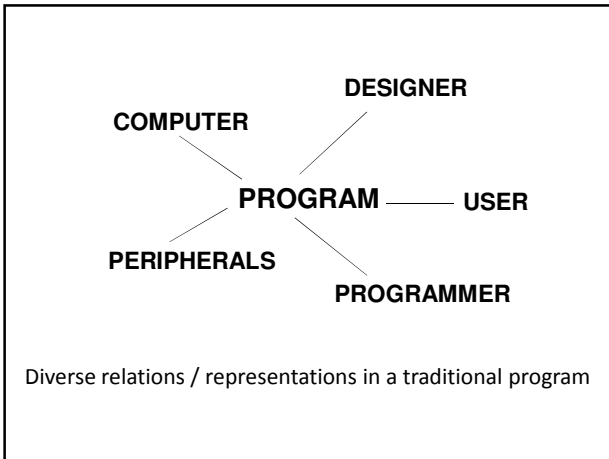 DESIGNER
COMPUTER
PROGRAM
USER
PERIPHERALS
PROGRAMMER
Diverse relations / representations in a traditional program